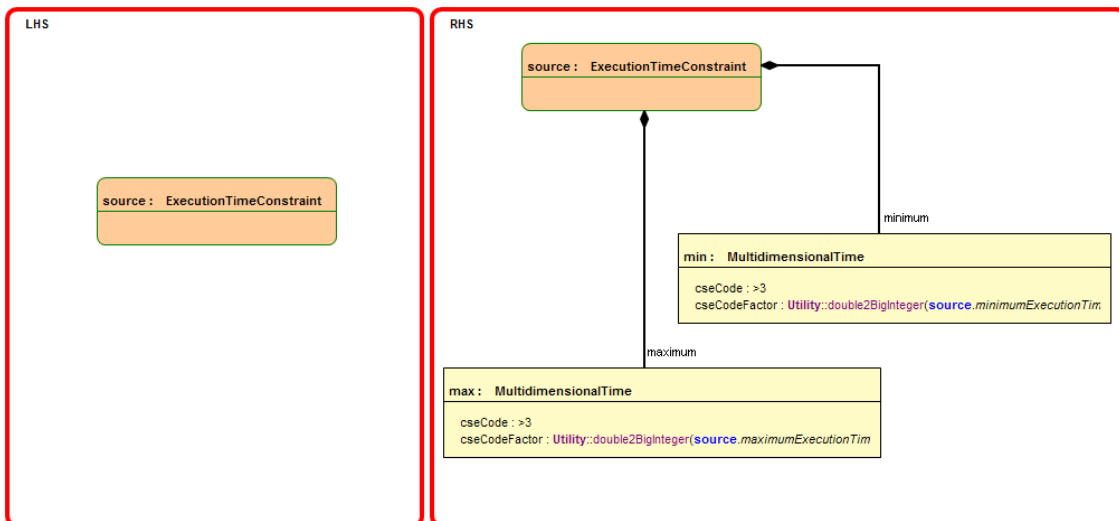 LHS
source : ExecutionTimeConstraint
RHS
source : ExecutionTimeConstraint
minimum
min : MultidimensionalTime
cseCode : >3
cseCodeFactor : Utility::double2BigInteger(source.minimumExecutionTim
maximum
max : MultidimensionalTime
cseCode : >3
cseCodeFactor : Utility::double2BigInteger(source.maximumExecutionTim